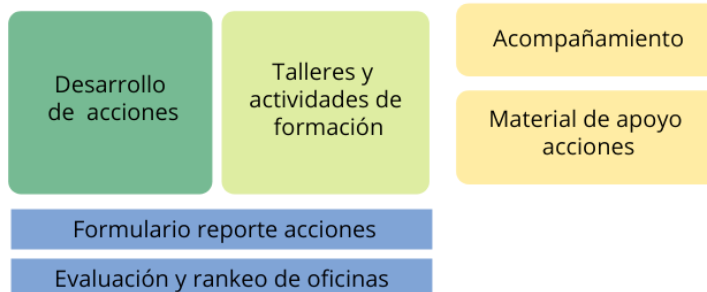 Desarrollo
de acciones
Talleres y
actividades de
formación
Acompañamiento
Material de apoyo
acciones
Formulario reporte acciones
Evaluación y rankeo de oficinas